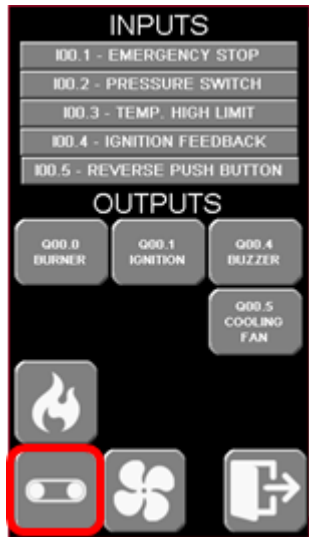 INPUTS
I00.1 - EMERGENCY STOP
I00.2 - PRESSURE SWITCH
I00.3 - TEMP. HIGH LIMIT
I00.4 - IGNITION FEEDBACK
I00.5 - REVERSE PUSH BUTTON
OUTPUTS
Q00.0
BURNER
Q00.1
IGNITION
Q00.4
BUZZER
Q00.5
COOLING
FAN